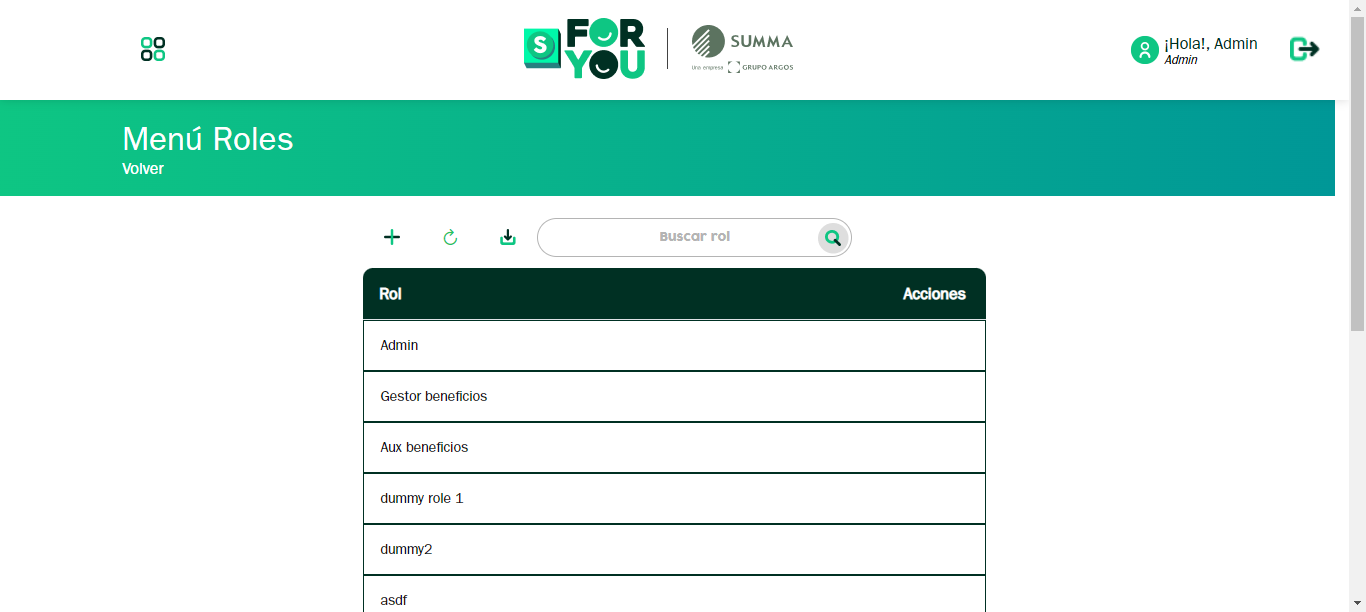 S FOR
YOU
SUMMA
Una empresa GRUPO ARGOS
¡Hola!, Admin
Admin
Menú Roles
Volver
Buscar rol
Rol Acciones
Admin
Gestor beneficios
Aux beneficios
dummy role 1
dummy2
asdf